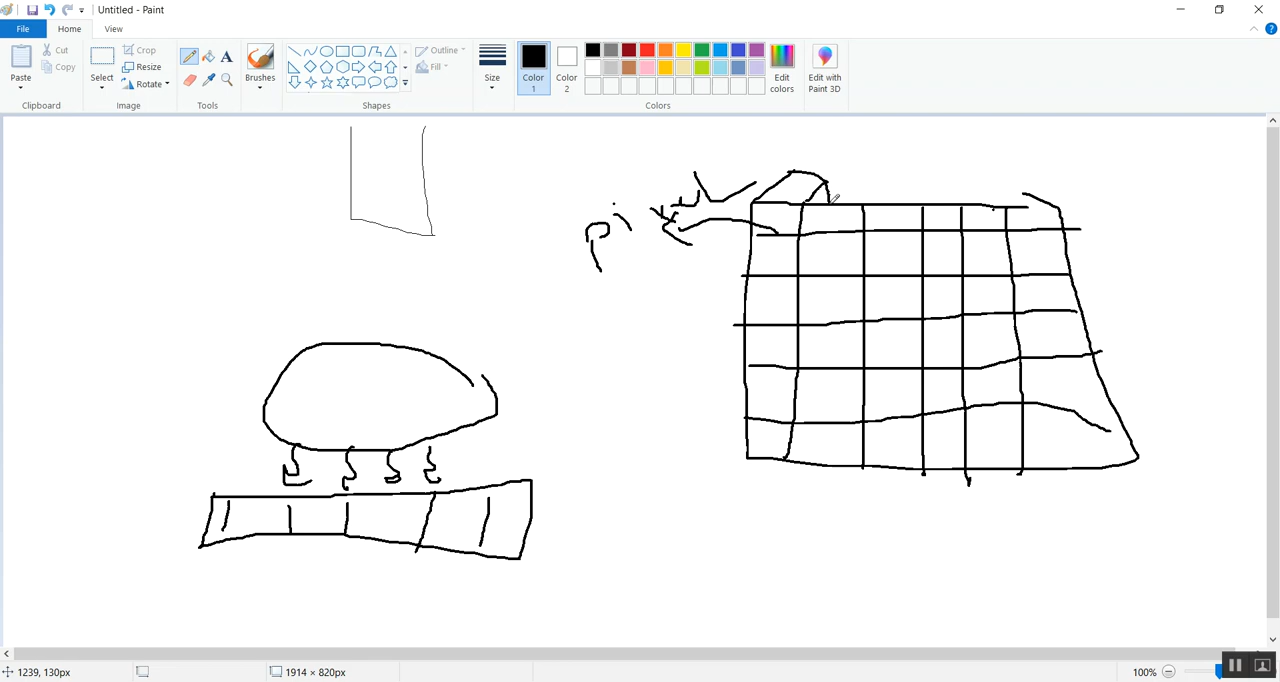 Untitled - Paint
File
Home
View
Paste
Cut
Copy
Clipboard
Select
Crop
Resize
Rotate
Image
Tools
Brushes
Shapes
Outline
Fill
Size
Color 1
Color 2
Edit colors
Colors
Edit with Paint 3D
pi
1239, 130px
1914 × 820px
100%